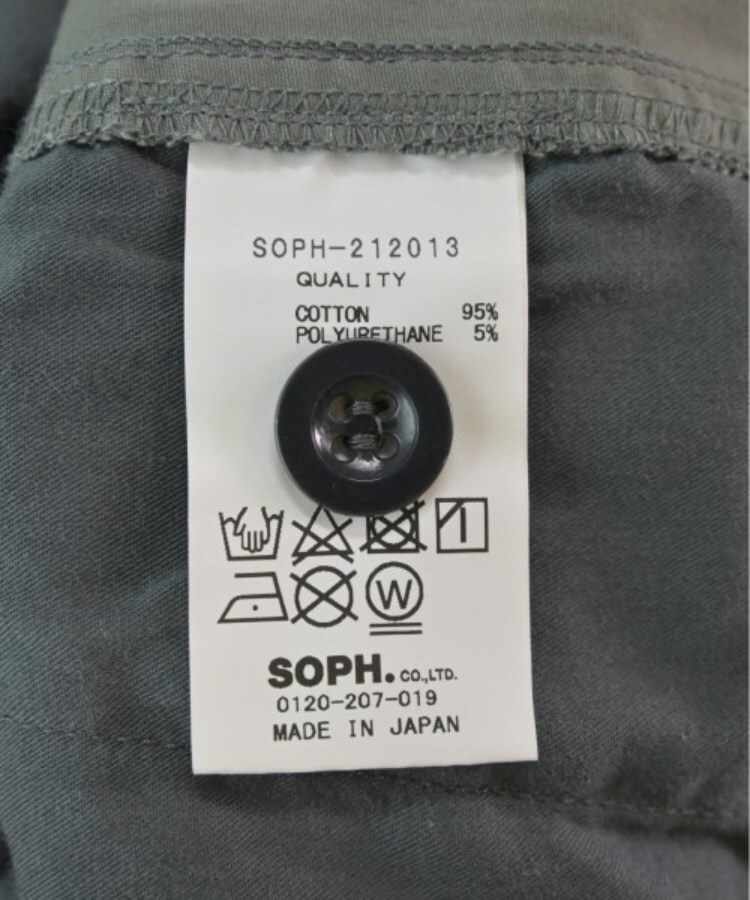 SOPH-212013
QUALITY
COTTON 95%
POLYURETHANE 5%
W
SOPH. CO.,LTD.
0120-207-019
MADE IN JAPAN